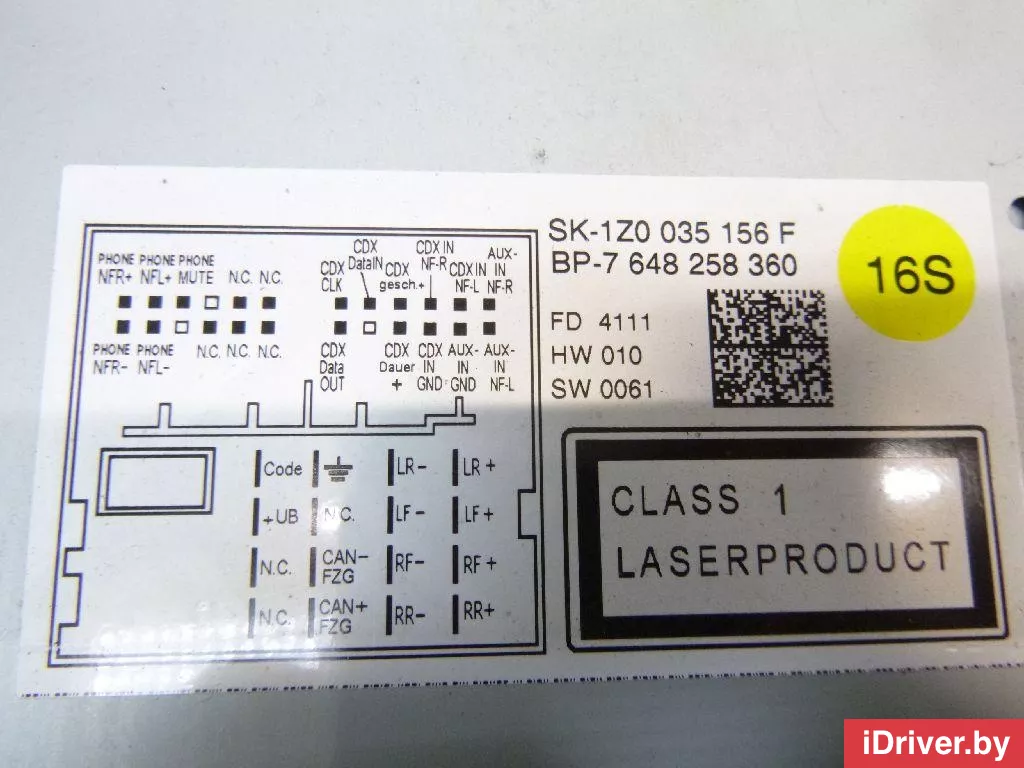 SK-1Z0 035 156 F
BP-7 648 258 360
16S
FD 4111
HW 010
SW 0061
PHONE NFR+
PHONE NFL+
PHONE MUTE
N.C.
N.C.
CDX CLK
CDX DataIN
CDX gesch.+
CDX IN NF-R
CDX IN NF-L
AUX-IN NF-R
PHONE NFR-
PHONE NFL-
N.C.
N.C.
N.C.
CDX Data OUT
CDX Dauer +
CDX IN GND
AUX-IN GND
AUX-IN NF-L
Code LR- LR+
+UB N.C. LF- LF+
N.C. CAN- FZG RF- RF+
N.C. CAN+ FZG RR- RR+
CLASS 1
LASERPRODUCT
iDriver.by